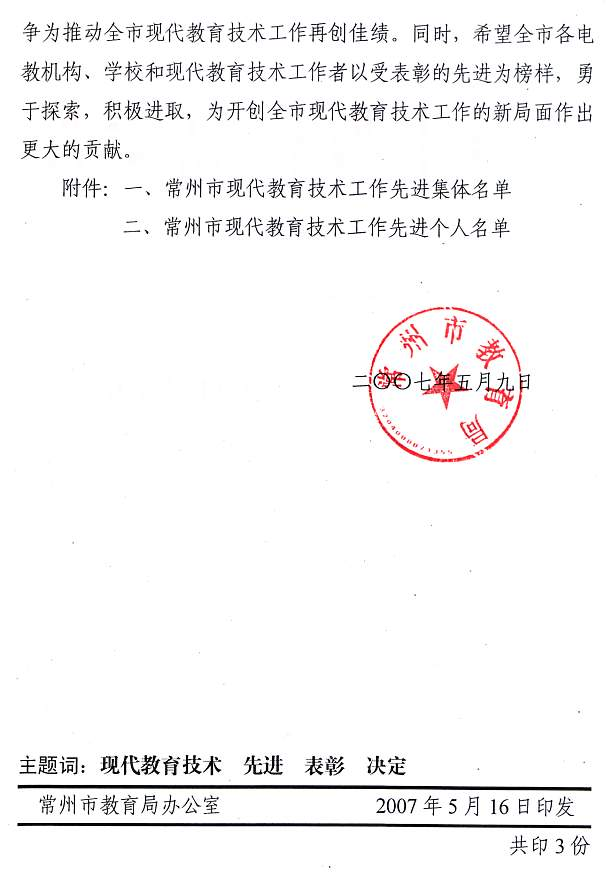 争为推动全市现代教育技术工作再创佳绩。同时，希望全市各电
教机构、学校和现代教育技术工作者以受表彰的先进为榜样，勇
于探索，积极进取，为开创全市现代教育技术工作的新局面作出
更大的贡献。
附件：一、常州市现代教育技术工作先进集体名单
二、常州市现代教育技术工作先进个人名单
常州市教育局
二〇〇七年五月九日
主题词：现代教育技术　先进　表彰　决定
常州市教育局办公室　2007 年 5 月 16 日印发
共印 3 份